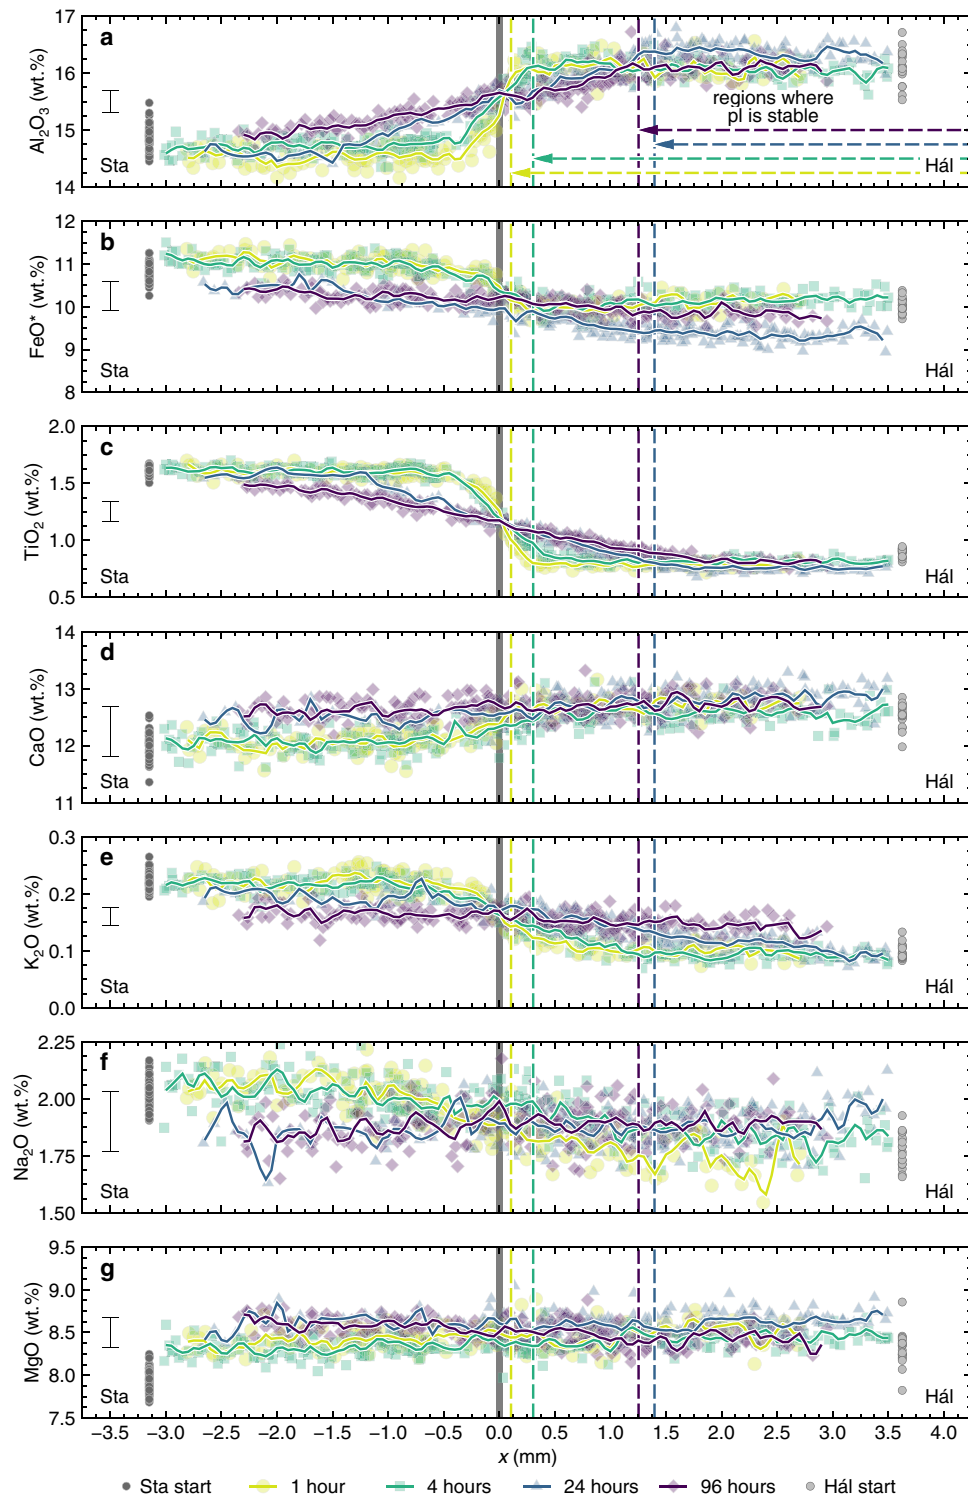 a
17
16
15
14
Al₂O₃ (wt.%)
regions where
pl is stable
Sta
Hál
b
12
11
10
9
8
FeO* (wt.%)
Sta
Hál
c
2.0
1.5
1.0
0.5
TiO₂ (wt.%)
Sta
Hál
d
14
13
12
11
CaO (wt.%)
Sta
Hál
e
0.3
0.2
0.1
0.0
K₂O (wt.%)
Sta
Hál
f
2.25
2.00
1.75
1.50
Na₂O (wt.%)
Sta
Hál
g
9.5
9.0
8.5
8.0
7.5
MgO (wt.%)
Sta
Hál
−3.5 −3.0 −2.5 −2.0 −1.5 −1.0 −0.5 0.0 0.5 1.0 1.5 2.0 2.5 3.0 3.5 4.0
x (mm)
Sta start 1 hour 4 hours 24 hours 96 hours Hál start